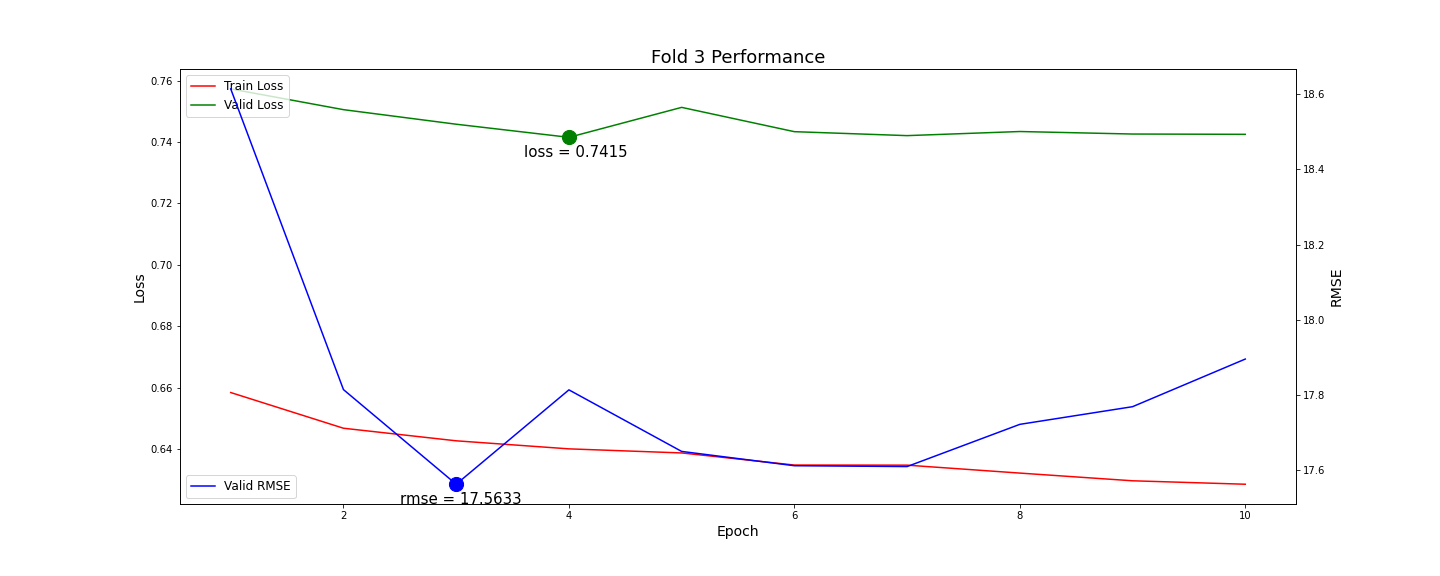 Fold 3 Performance
Train Loss
Valid Loss
Valid RMSE
loss = 0.7415
rmse = 17.5633
0.76
0.74
0.72
0.70
0.68
0.66
0.64
Loss
18.6
18.4
18.2
18.0
17.8
17.6
RMSE
2
4
6
8
10
Epoch